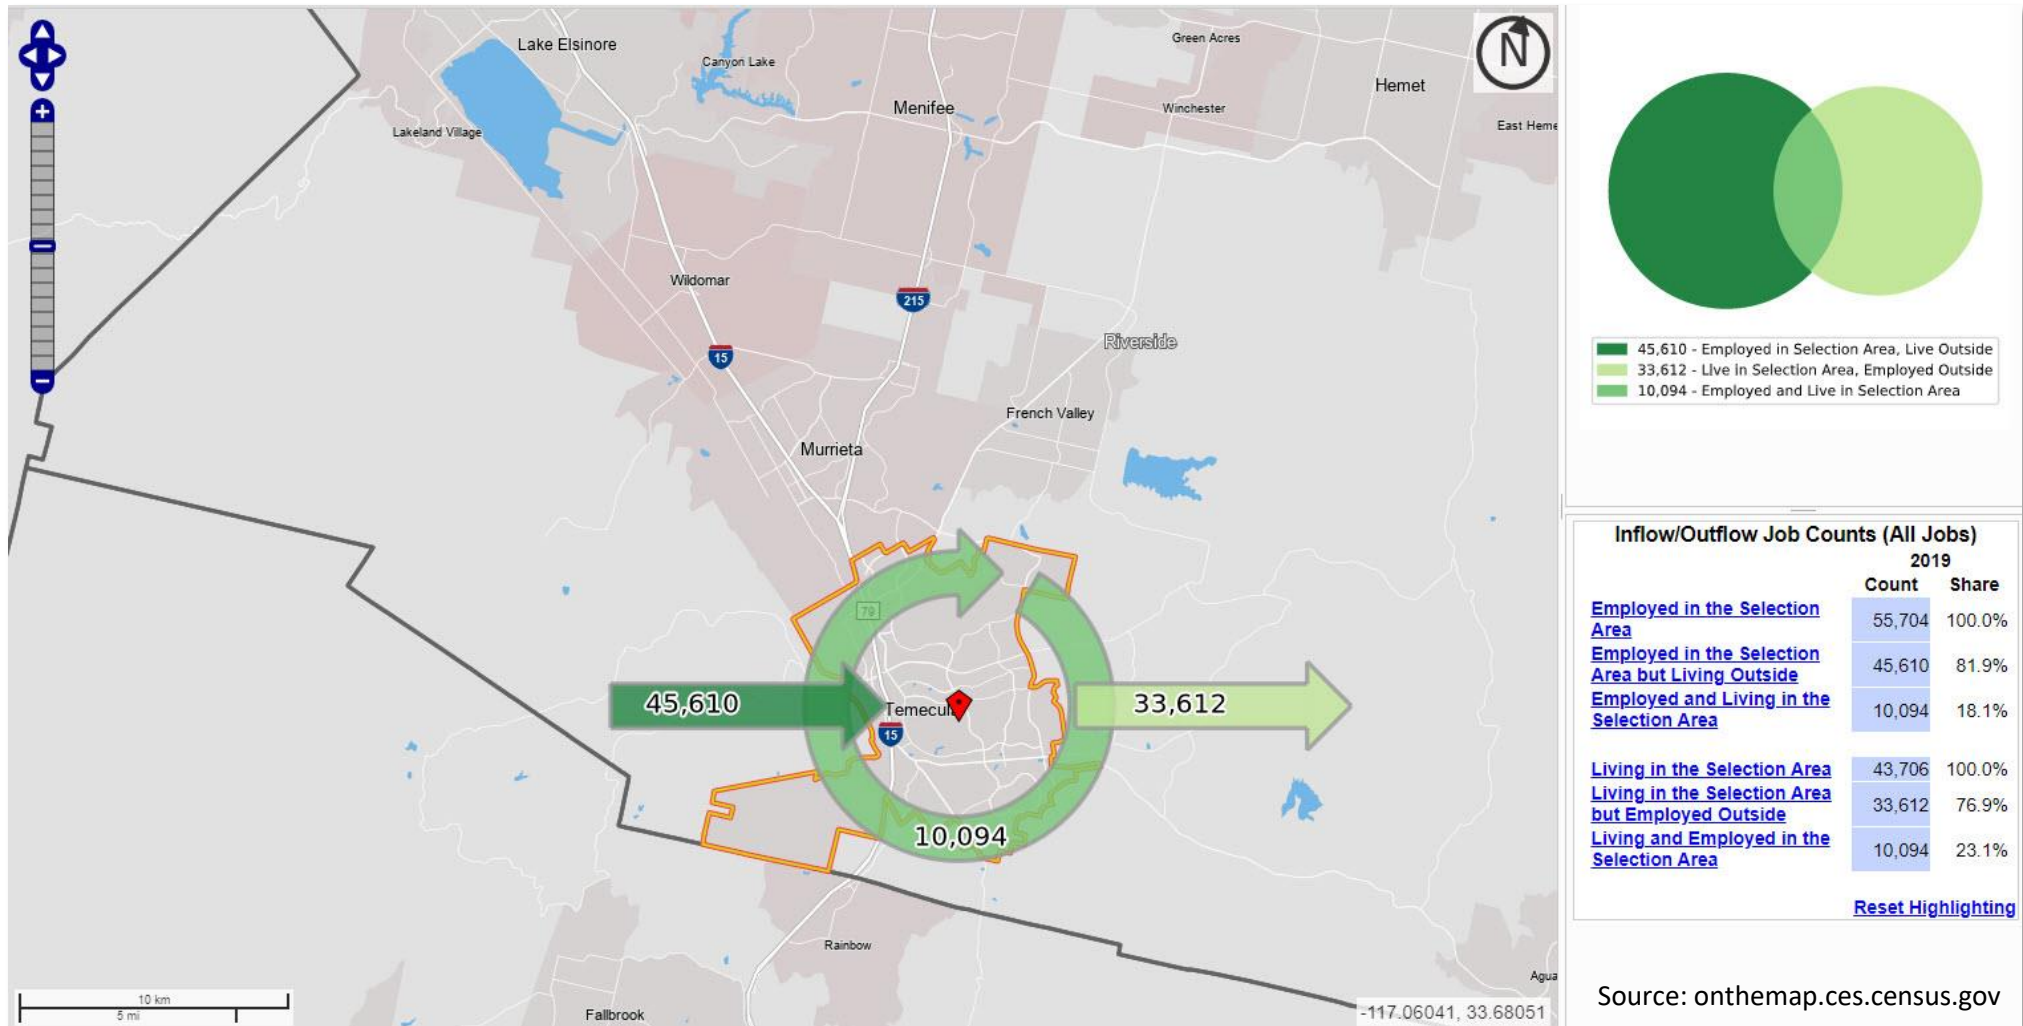 Lake Elsinore
Canyon Lake
Green Acres
Hemet
Menifee
Winchester
East Heme
Lakeland Village
N
Wildomar
215
15
Riverside
French Valley
Murrieta
79
45,610
Temecul
15
33,612
10,094
Rainbow
Fallbrook
Agua
10 km
5 mi
-117.06041, 33.68051
45,610 - Employed in Selection Area, Live Outside
33,612 - Live in Selection Area, Employed Outside
10,094 - Employed and Live in Selection Area
Inflow/Outflow Job Counts (All Jobs)
2019
Count Share
Employed in the Selection
Area 55,704 100.0%
Employed in the Selection
Area but Living Outside 45,610 81.9%
Employed and Living in the
Selection Area 10,094 18.1%
Living in the Selection Area 43,706 100.0%
Living in the Selection Area
but Employed Outside 33,612 76.9%
Living and Employed in the
Selection Area 10,094 23.1%
Reset Highlighting
Source: onthemap.ces.census.gov